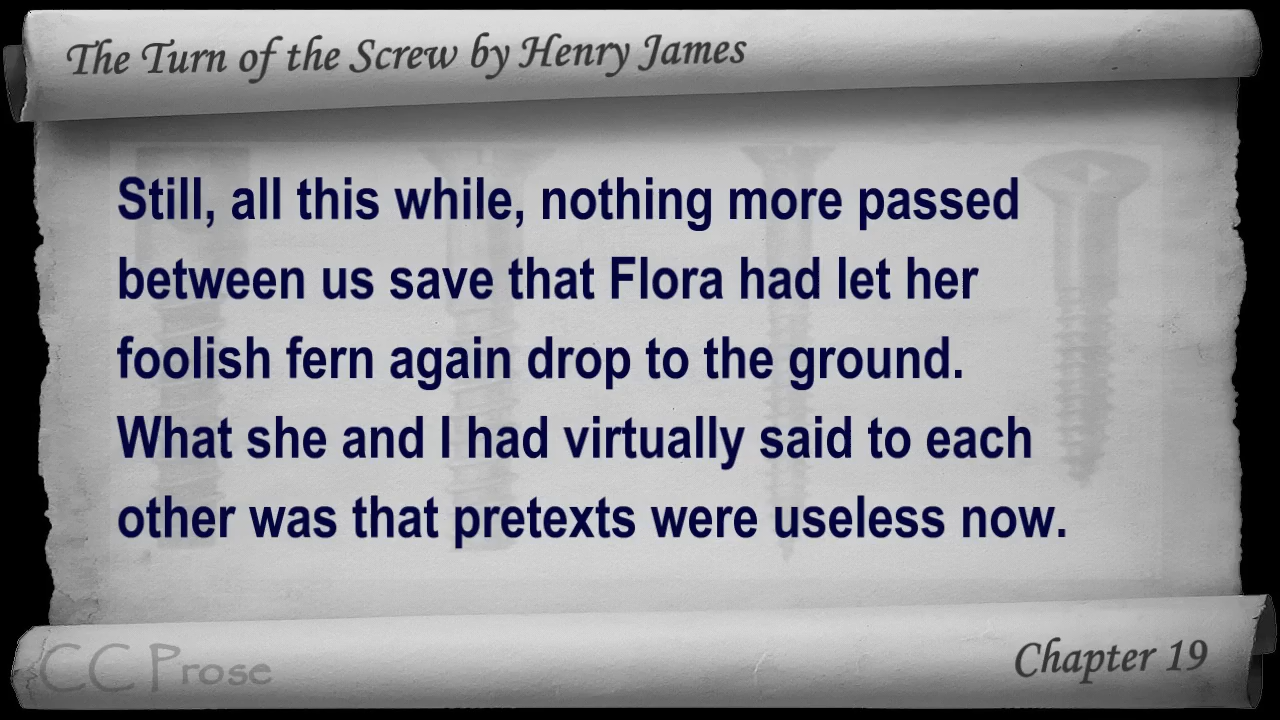 The Turn of the Screw by Henry James
Still, all this while, nothing more passed
between us save that Flora had let her
foolish fern again drop to the ground.
What she and I had virtually said to each
other was that pretexts were useless now.
CC Prose
Chapter 19